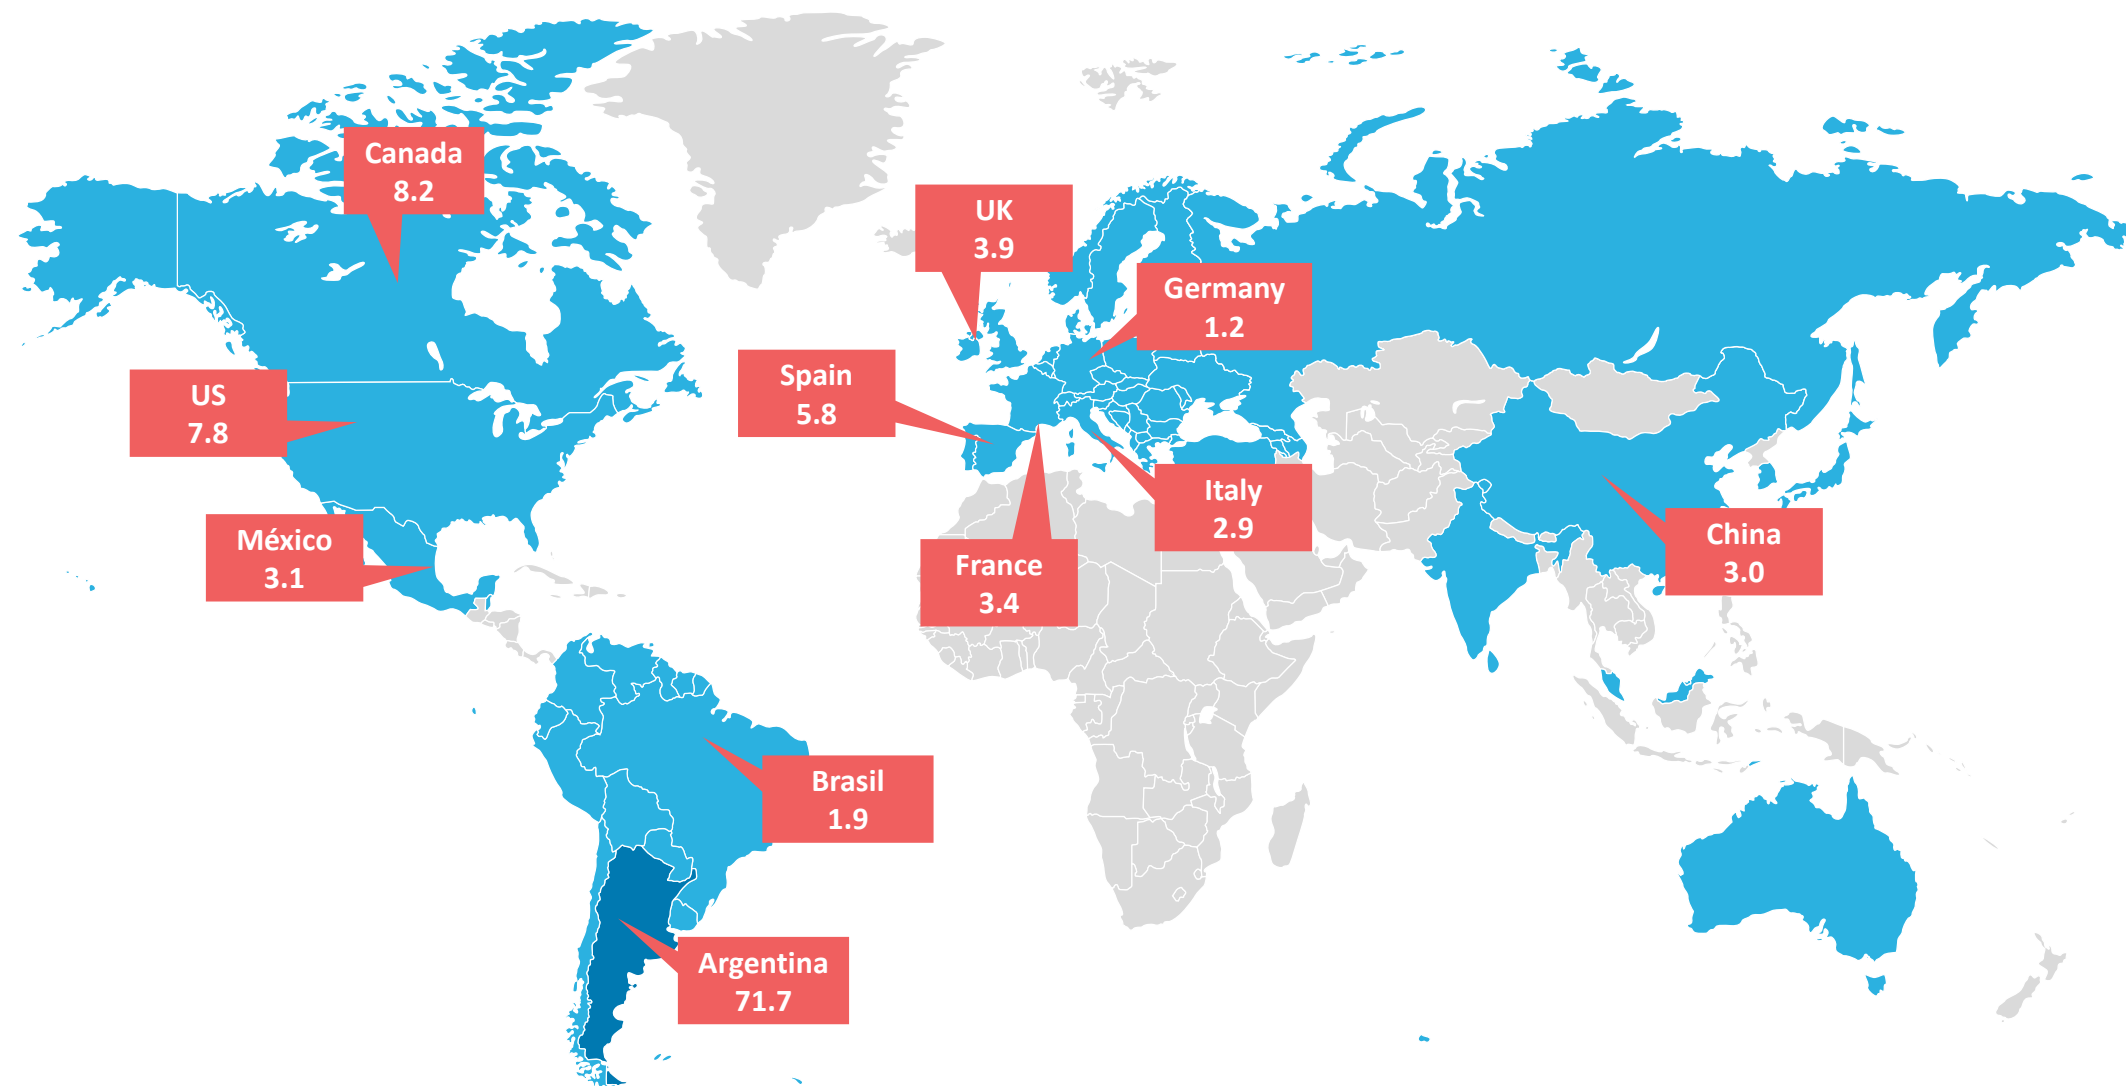 Canada
8.2
UK
3.9
Germany
1.2
Spain
5.8
US
7.8
Italy
2.9
México
3.1
France
3.4
China
3.0
Brasil
1.9
Argentina
71.7